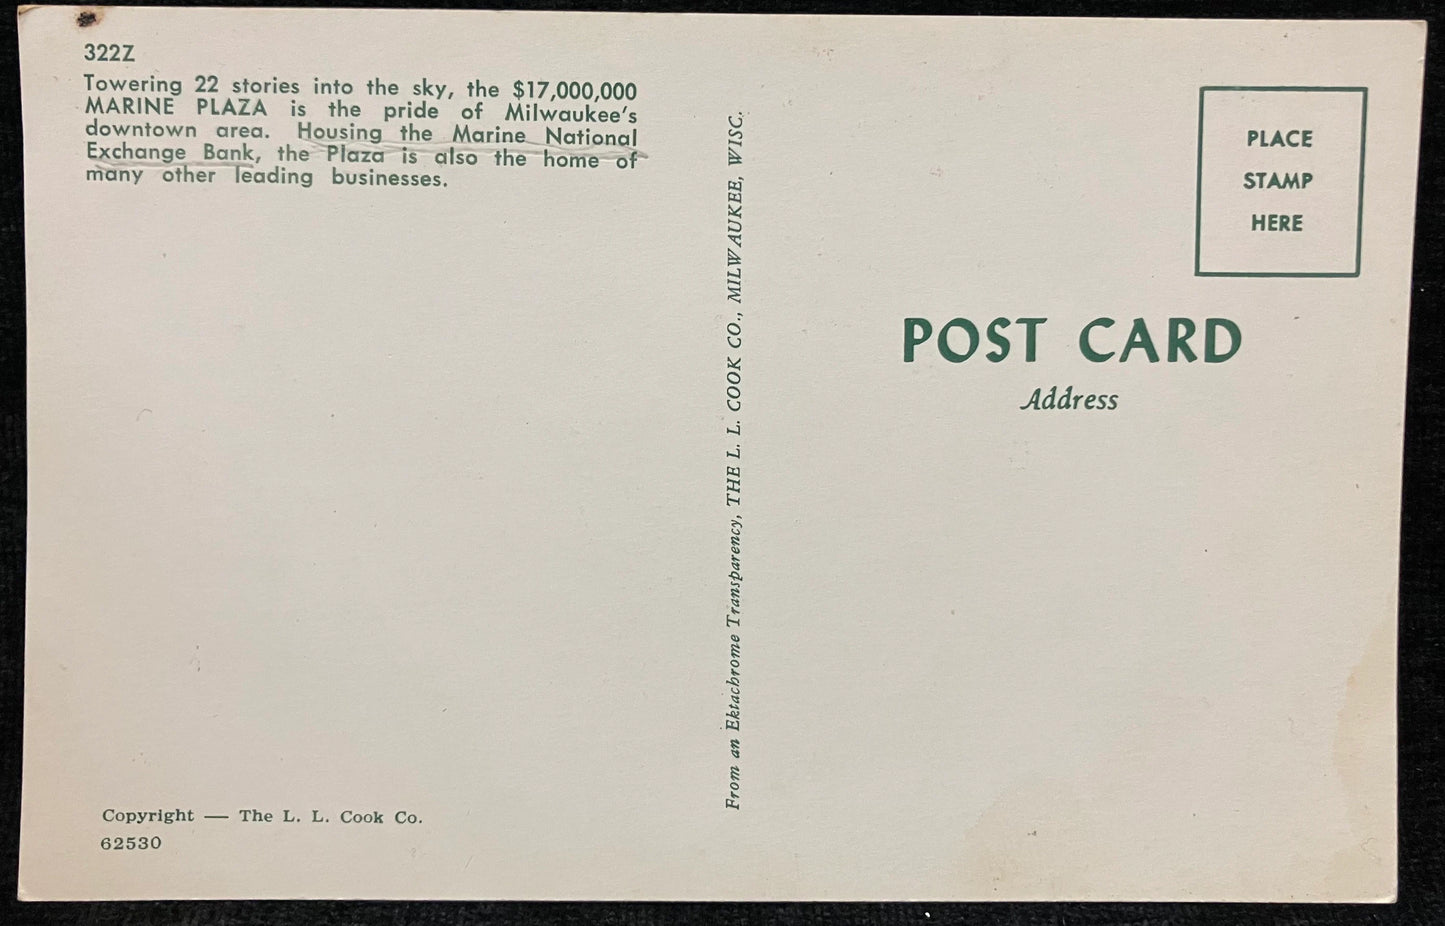 322Z
Towering 22 stories into the sky, the $17,000,000
MARINE PLAZA is the pride of Milwaukee's
downtown area. Housing the Marine National
Exchange Bank, the Plaza is also the home of
many other leading businesses.
Copyright — The L. L. Cook Co.
62530
From an Ektachrome Transparency, THE L. L. COOK CO., MILWAUKEE, WISC.
PLACE
STAMP
HERE
POST CARD
Address